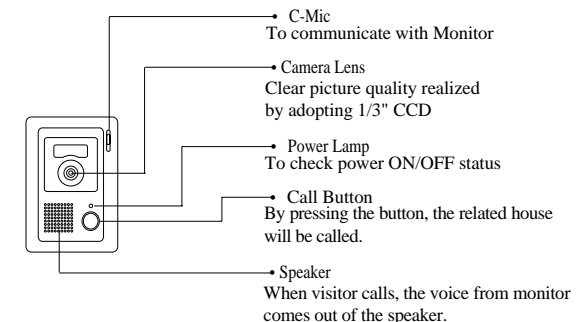 C-Mic
To communicate with Monitor
Camera Lens
Clear picture quality realized
by adopting 1/3" CCD
Power Lamp
To check power ON/OFF status
Call Button
By pressing the button, the related house
will be called.
Speaker
When visitor calls, the voice from monitor
comes out of the speaker.